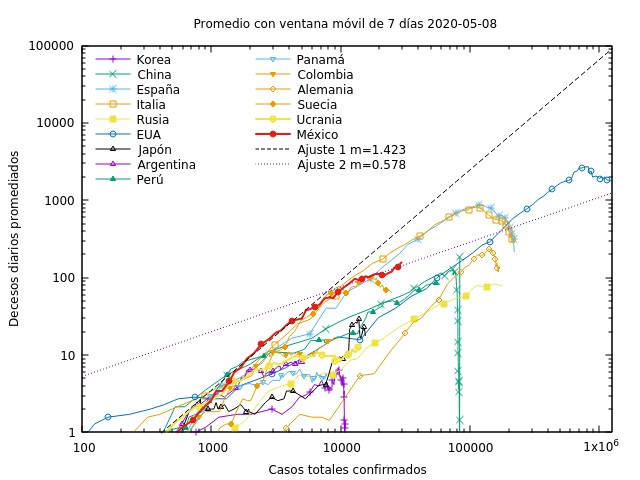 Promedio con ventana móvil de 7 días 2020-05-08
Decesos diarios promediados
100000
10000
1000
100
10
1
Korea
China
España
Italia
Rusia
EUA
Japón
Argentina
Perú
Panamá
Colombia
Alemania
Suecia
Ucrania
México
Ajuste 1 m=1.423
Ajuste 2 m=0.578
100 1000 10000 100000 1x10⁶
Casos totales confirmados